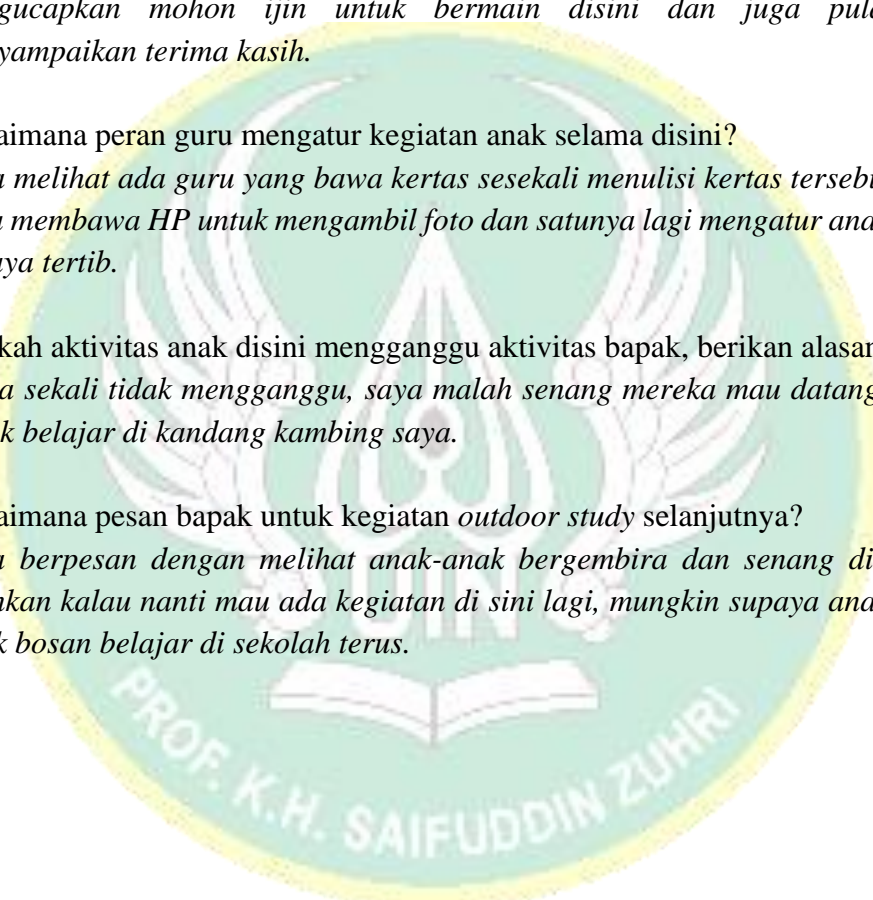 gucapkan mohon ijin untuk bermain disini dan juga pula
yampaikan terima kasih.
aimana peran guru mengatur kegiatan anak selama disini?
melihat ada guru yang bawa kertas sesekali menulisi kertas tersebu
membawa HP untuk mengambil foto dan satunya lagi mengatur ana
ya tertib.
kah aktivitas anak disini mengganggu aktivitas bapak, berikan alasan
a sekali tidak mengganggu, saya malah senang mereka mau datang
k belajar di kandang kambing saya.
aimana pesan bapak untuk kegiatan outdoor study selanjutnya?
berpesan dengan melihat anak-anak bergembira dan senang di
hkan kalau nanti mau ada kegiatan di sini lagi, mungkin supaya ana
k bosan belajar di sekolah terus.
UIN
PROF. K.H. SAIFUDDIN ZUHRI